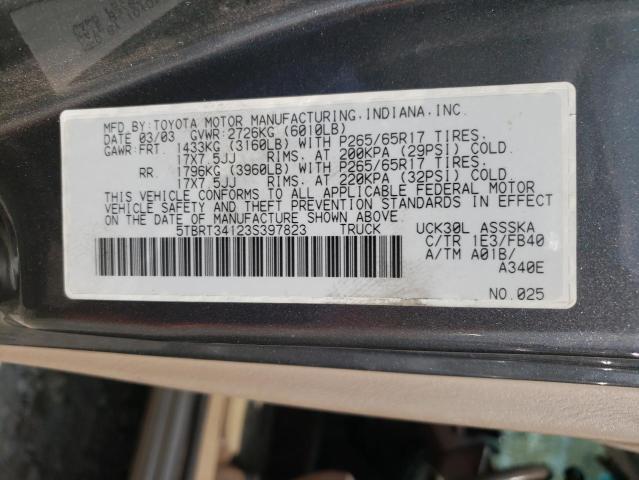 MFD.BY:TOYOTA MOTOR MANUFACTURING,INDIANA,INC.
DATE 03/03 GVWR:2726KG (6010LB)
GAWR:FRT 1433KG (3160LB) WITH P265/65R17 TIRES.
17X7.5JJ RIMS. AT 200KPA (29PSI) COLD.
RR 1796KG (3960LB) WITH P265/65R17 TIRES.
17X7.5JJ RIMS. AT 220KPA (32PSI) COLD.
THIS VEHICLE CONFORMS TO ALL APPLICABLE FEDERAL MOTOR
VEHICLE SAFETY AND THEFT PREVENTION STANDARDS IN EFFECT
ON THE DATE OF MANUFACTURE SHOWN ABOVE.
5TBRT34123S397823 TRUCK UCK30L ASSSKA
C/TR 1E3/FB40
A/TM A01B/
A340E
NO.025